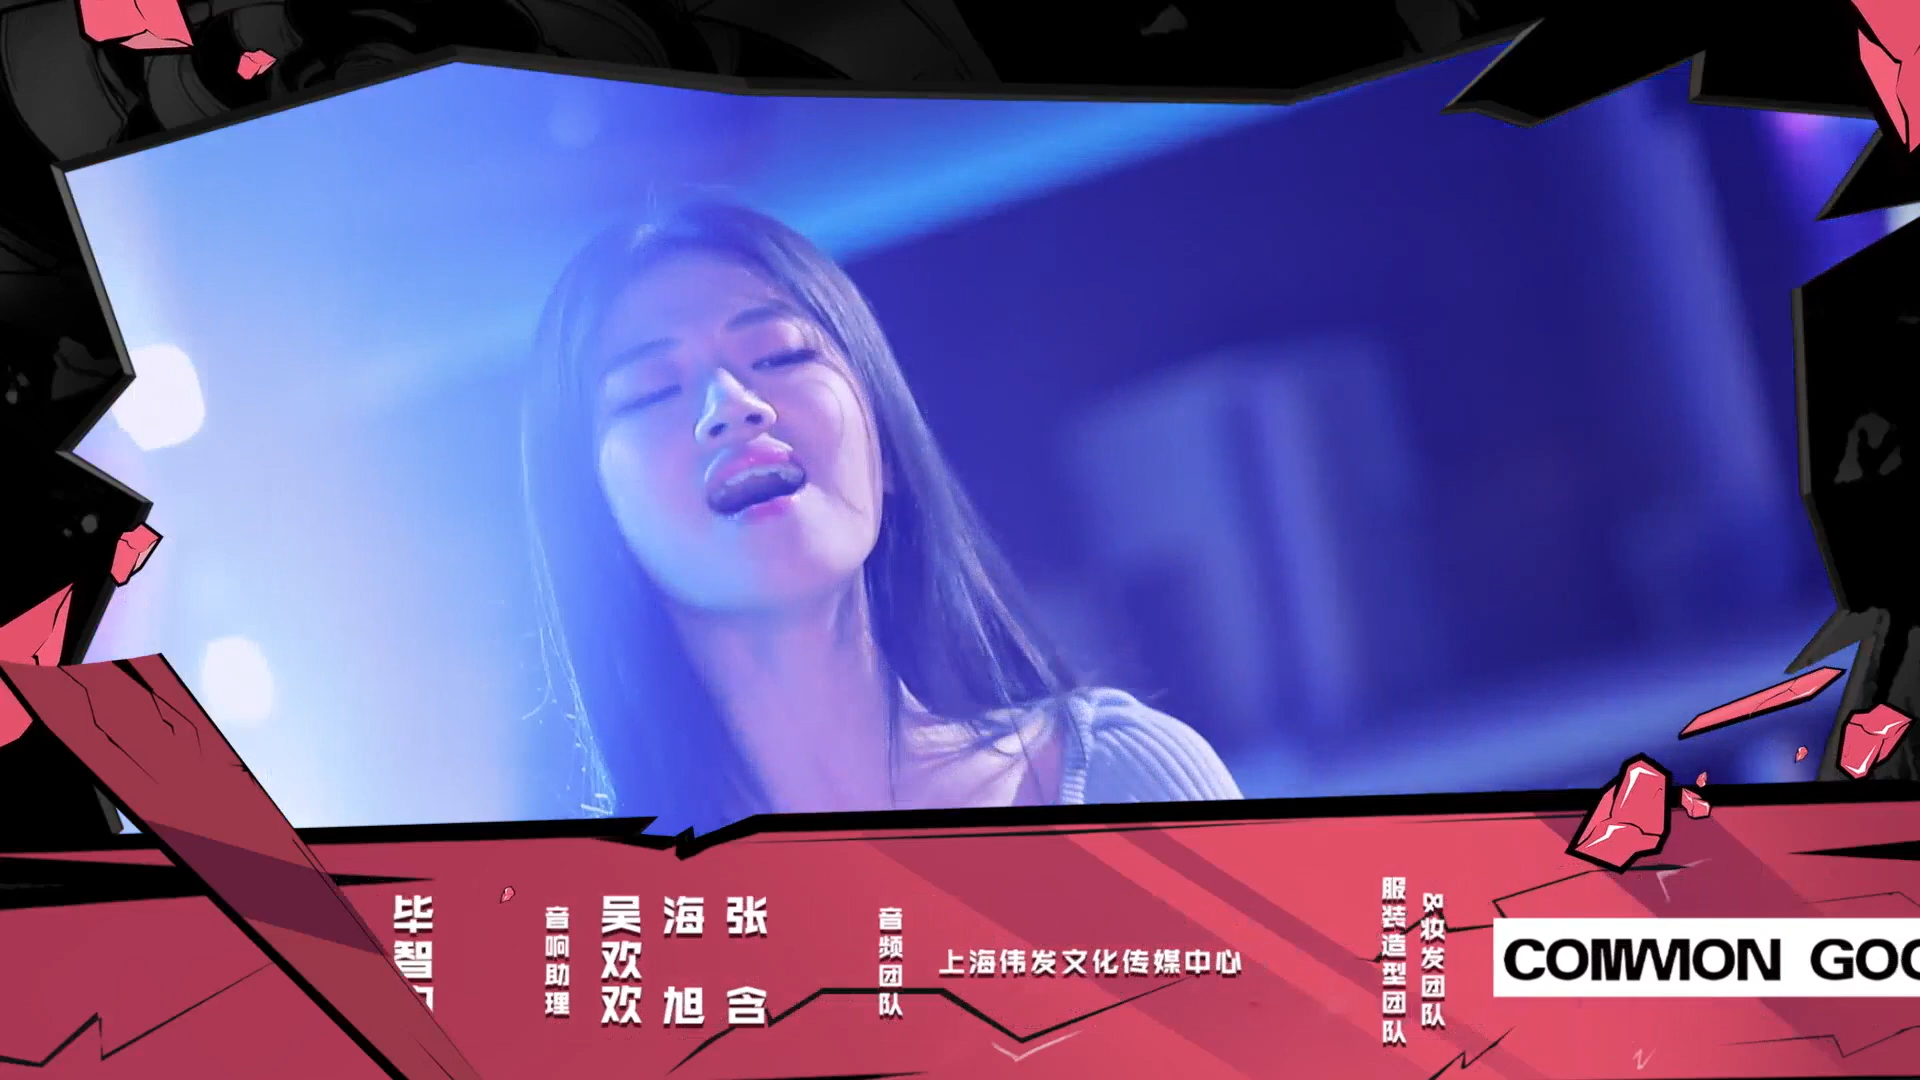 毕智
音响助理
吴欢欢
海旭
张含
音频团队
上海伟发文化传媒中心
服装造型团队
&妆发团队
COMMON GOO